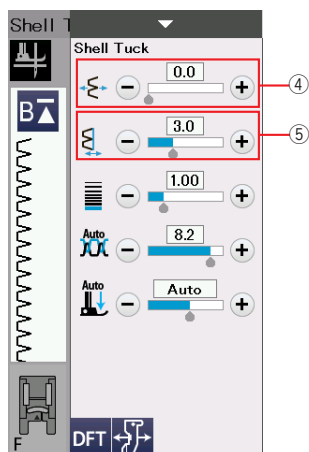 Shell T
Shell Tuck
0.0
④
B
3.0
⑤
1.00
Auto
8.2
Auto
Auto
F
DFT